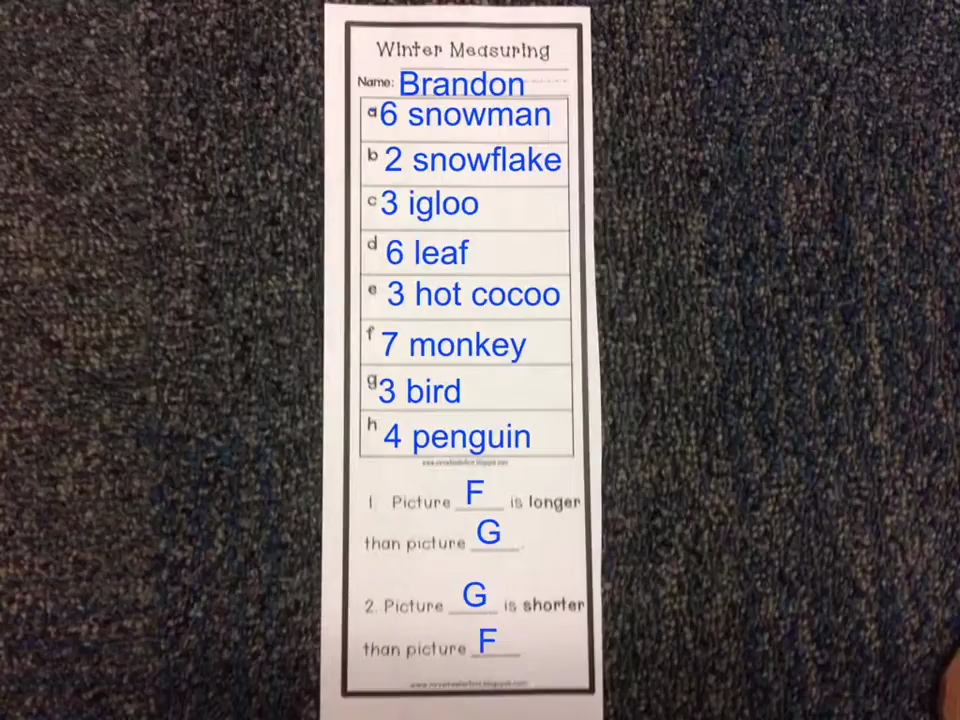 Winter Measuring
Name: Brandon
a 6 snowman
b 2 snowflake
c 3 igloo
d 6 leaf
e 3 hot cocoo
f 7 monkey
g 3 bird
h 4 penguin
1. Picture F is longer
than picture G.
2. Picture G is shorter
than picture F